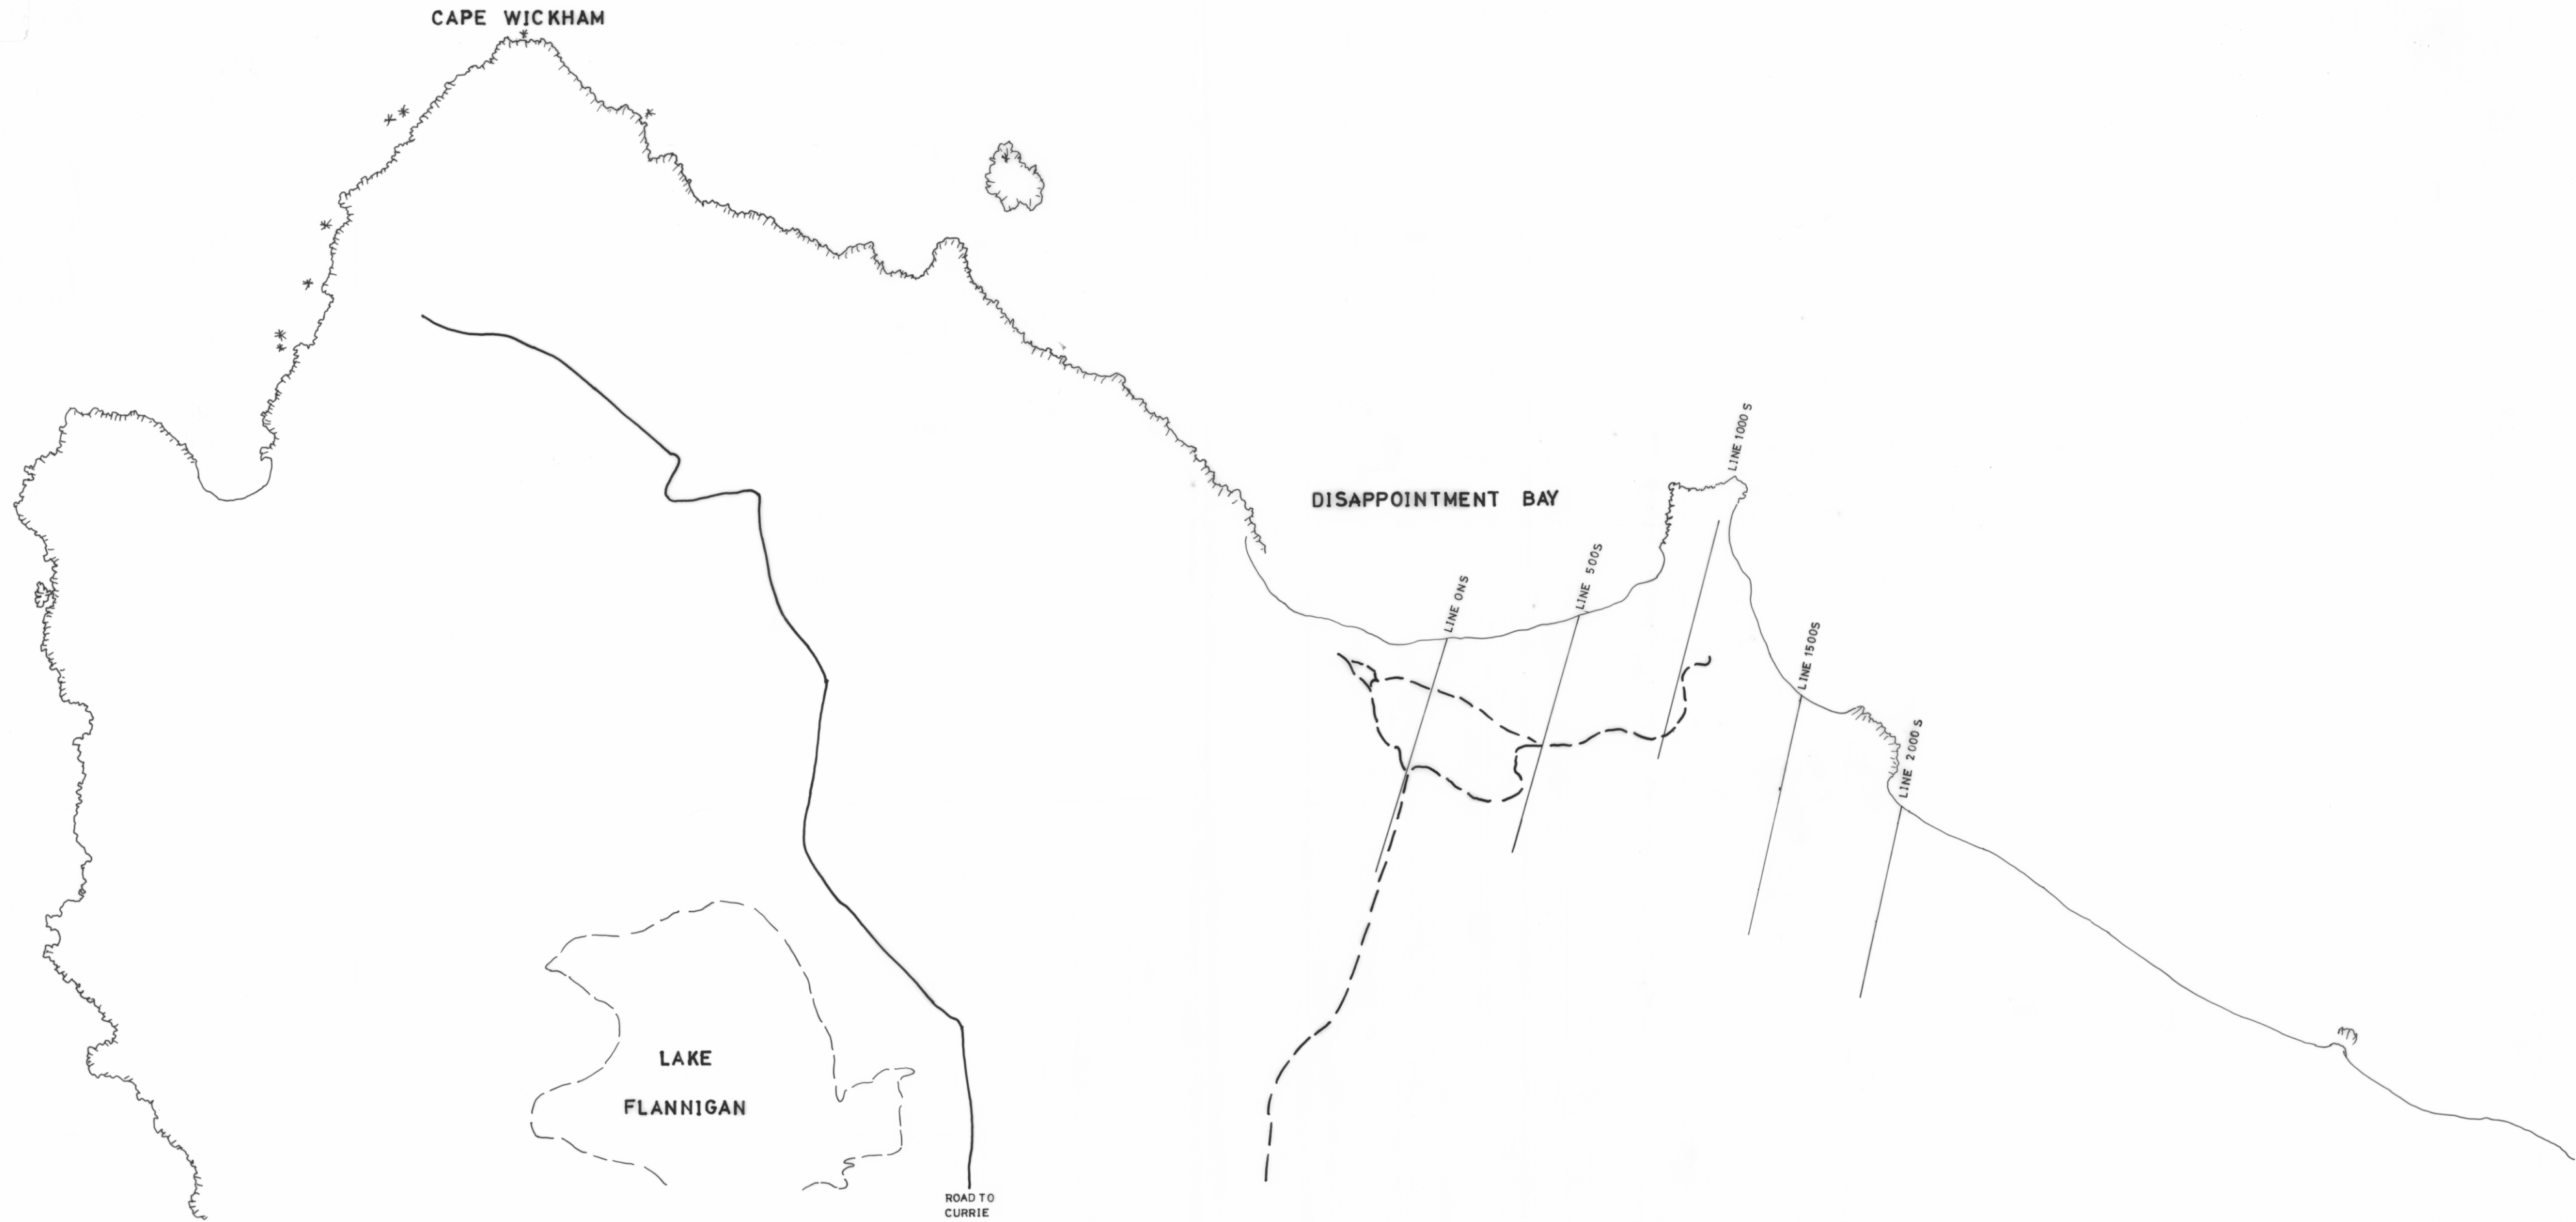 CAPE WICKHAM
DISAPPOINTMENT BAY
LINE 0NS
LINE 500S
LINE 1000 S
LINE 1500S
LINE 2000 S
LAKE
FLANNIGAN
ROAD TO
CURRIE